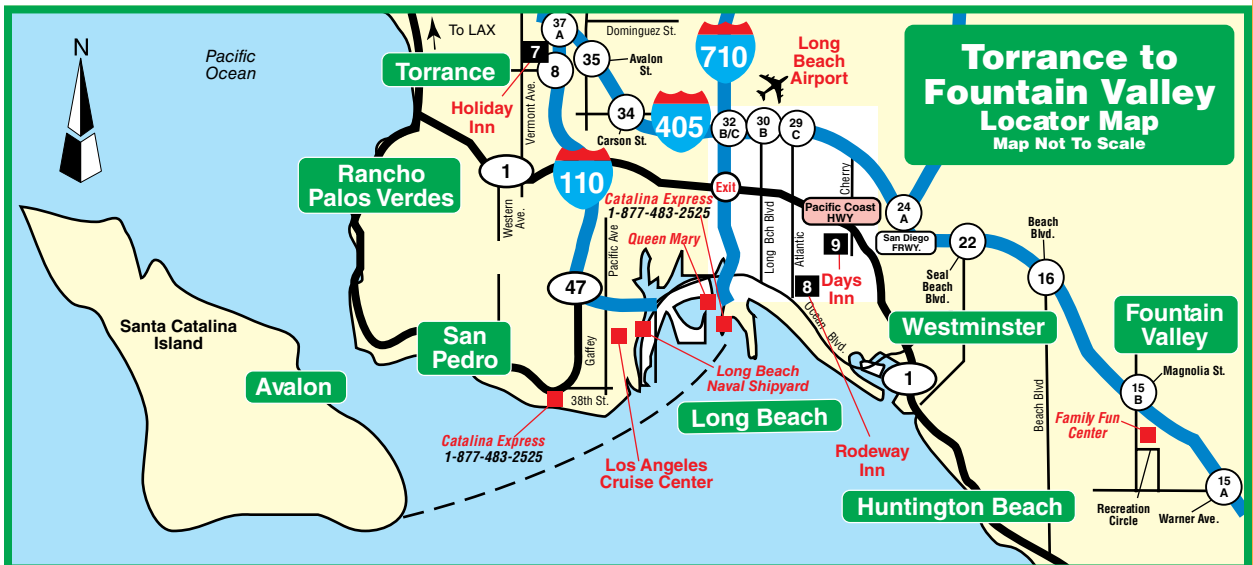 N
Pacific
Ocean
To LAX
37
A
Dominguez St.
710
Long
Beach
Airport
Torrance to
Fountain Valley
Locator Map
Map Not To Scale
7
Torrance
8
35
Avalon
St.
Holiday
Inn
Vermont Ave.
34
Carson St.
405
32
B/C
30
B
29
C
Rancho
Palos Verdes
1
110
Exit
Cherry
Catalina Express
1-877-483-2525
Pacific Coast
HWY
24
A
Western
Ave.
Pacific Ave
Queen Mary
Long Bch Blvd
Atlantic
9
Days
Inn
San Diego
FRWY.
22
Beach
Blvd.
Seal
Beach
Blvd.
16
47
8
Ocean Blvd.
Santa Catalina
Island
Avalon
San
Pedro
Gaffey
Westminster
Fountain
Valley
Long Beach
Naval Shipyard
1
Magnolia St.
15
B
38th St.
Long Beach
Beach Blvd
Family Fun
Center
Catalina Express
1-877-483-2525
Los Angeles
Cruise Center
Rodeway
Inn
Huntington Beach
15
A
Recreation
Circle
Warner Ave.